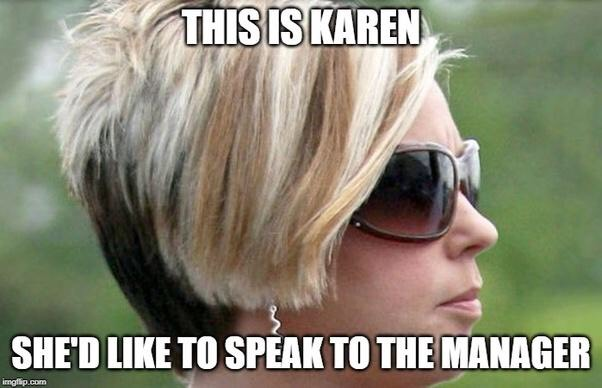 THIS IS KAREN
SHE'D LIKE TO SPEAK TO THE MANAGER
imgflip.com